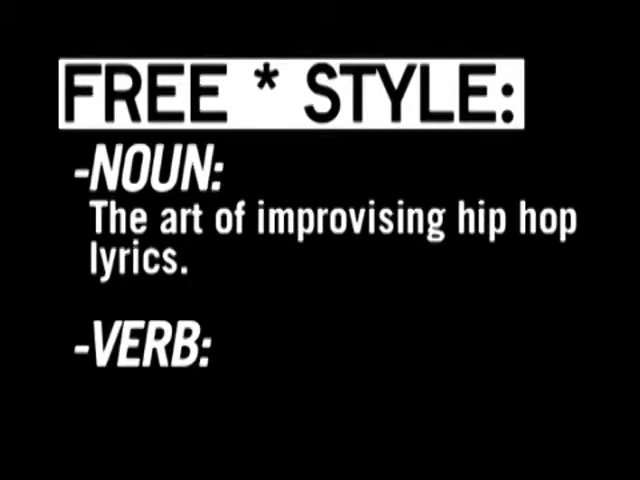 FREE * STYLE:
-NOUN:
The art of improvising hip hop
lyrics.
-VERB: